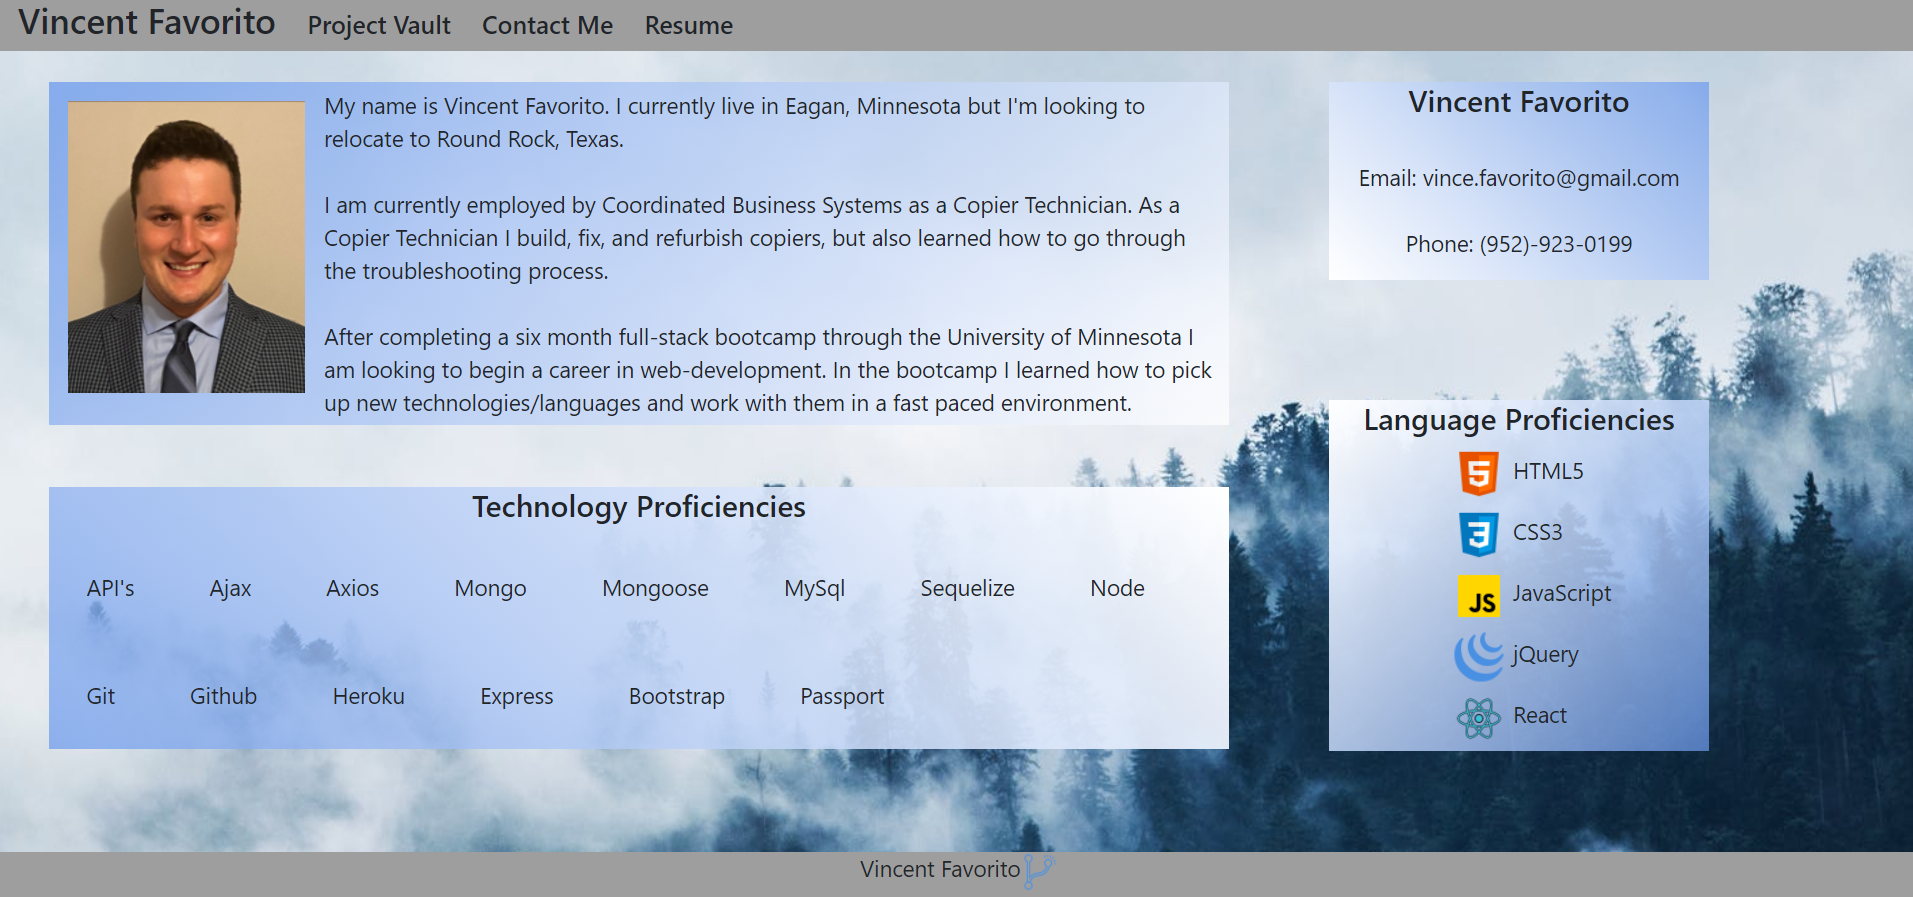 Vincent Favorito Project Vault Contact Me Resume
My name is Vincent Favorito. I currently live in Eagan, Minnesota but I'm looking to
relocate to Round Rock, Texas.
I am currently employed by Coordinated Business Systems as a Copier Technician. As a
Copier Technician I build, fix, and refurbish copiers, but also learned how to go through
the troubleshooting process.
After completing a six month full-stack bootcamp through the University of Minnesota I
am looking to begin a career in web-development. In the bootcamp I learned how to pick
up new technologies/languages and work with them in a fast paced environment.
Vincent Favorito
Email: vince.favorito@gmail.com
Phone: (952)-923-0199
Technology Proficiencies
API's Ajax Axios Mongo Mongoose MySql Sequelize Node
Git Github Heroku Express Bootstrap Passport
Language Proficiencies
5 HTML5
3 CSS3
JS JavaScript
jQuery
React
Vincent Favorito